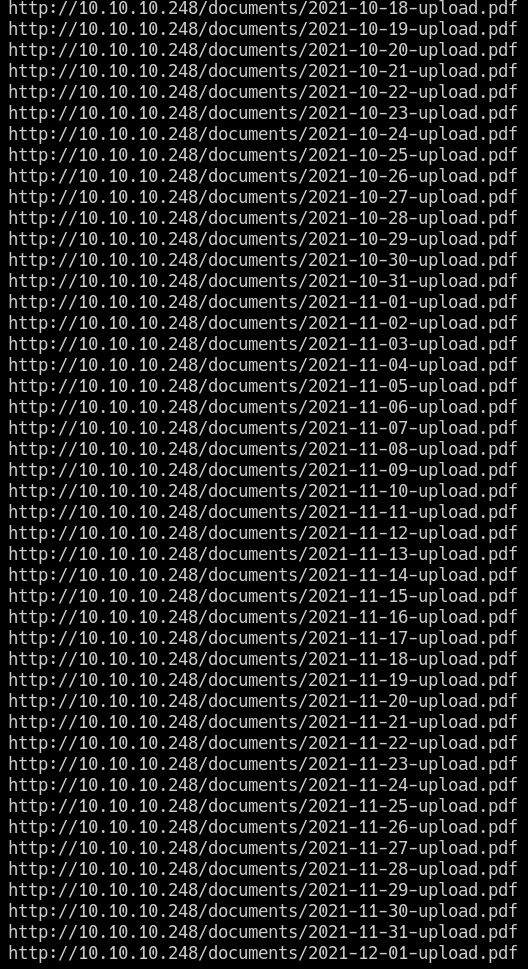 http://10.10.10.248/documents/2021-10-18-upload.pdf
http://10.10.10.248/documents/2021-10-19-upload.pdf
http://10.10.10.248/documents/2021-10-20-upload.pdf
http://10.10.10.248/documents/2021-10-21-upload.pdf
http://10.10.10.248/documents/2021-10-22-upload.pdf
http://10.10.10.248/documents/2021-10-23-upload.pdf
http://10.10.10.248/documents/2021-10-24-upload.pdf
http://10.10.10.248/documents/2021-10-25-upload.pdf
http://10.10.10.248/documents/2021-10-26-upload.pdf
http://10.10.10.248/documents/2021-10-27-upload.pdf
http://10.10.10.248/documents/2021-10-28-upload.pdf
http://10.10.10.248/documents/2021-10-29-upload.pdf
http://10.10.10.248/documents/2021-10-30-upload.pdf
http://10.10.10.248/documents/2021-10-31-upload.pdf
http://10.10.10.248/documents/2021-11-01-upload.pdf
http://10.10.10.248/documents/2021-11-02-upload.pdf
http://10.10.10.248/documents/2021-11-03-upload.pdf
http://10.10.10.248/documents/2021-11-04-upload.pdf
http://10.10.10.248/documents/2021-11-05-upload.pdf
http://10.10.10.248/documents/2021-11-06-upload.pdf
http://10.10.10.248/documents/2021-11-07-upload.pdf
http://10.10.10.248/documents/2021-11-08-upload.pdf
http://10.10.10.248/documents/2021-11-09-upload.pdf
http://10.10.10.248/documents/2021-11-10-upload.pdf
http://10.10.10.248/documents/2021-11-11-upload.pdf
http://10.10.10.248/documents/2021-11-12-upload.pdf
http://10.10.10.248/documents/2021-11-13-upload.pdf
http://10.10.10.248/documents/2021-11-14-upload.pdf
http://10.10.10.248/documents/2021-11-15-upload.pdf
http://10.10.10.248/documents/2021-11-16-upload.pdf
http://10.10.10.248/documents/2021-11-17-upload.pdf
http://10.10.10.248/documents/2021-11-18-upload.pdf
http://10.10.10.248/documents/2021-11-19-upload.pdf
http://10.10.10.248/documents/2021-11-20-upload.pdf
http://10.10.10.248/documents/2021-11-21-upload.pdf
http://10.10.10.248/documents/2021-11-22-upload.pdf
http://10.10.10.248/documents/2021-11-23-upload.pdf
http://10.10.10.248/documents/2021-11-24-upload.pdf
http://10.10.10.248/documents/2021-11-25-upload.pdf
http://10.10.10.248/documents/2021-11-26-upload.pdf
http://10.10.10.248/documents/2021-11-27-upload.pdf
http://10.10.10.248/documents/2021-11-28-upload.pdf
http://10.10.10.248/documents/2021-11-29-upload.pdf
http://10.10.10.248/documents/2021-11-30-upload.pdf
http://10.10.10.248/documents/2021-11-31-upload.pdf
http://10.10.10.248/documents/2021-12-01-upload.pdf